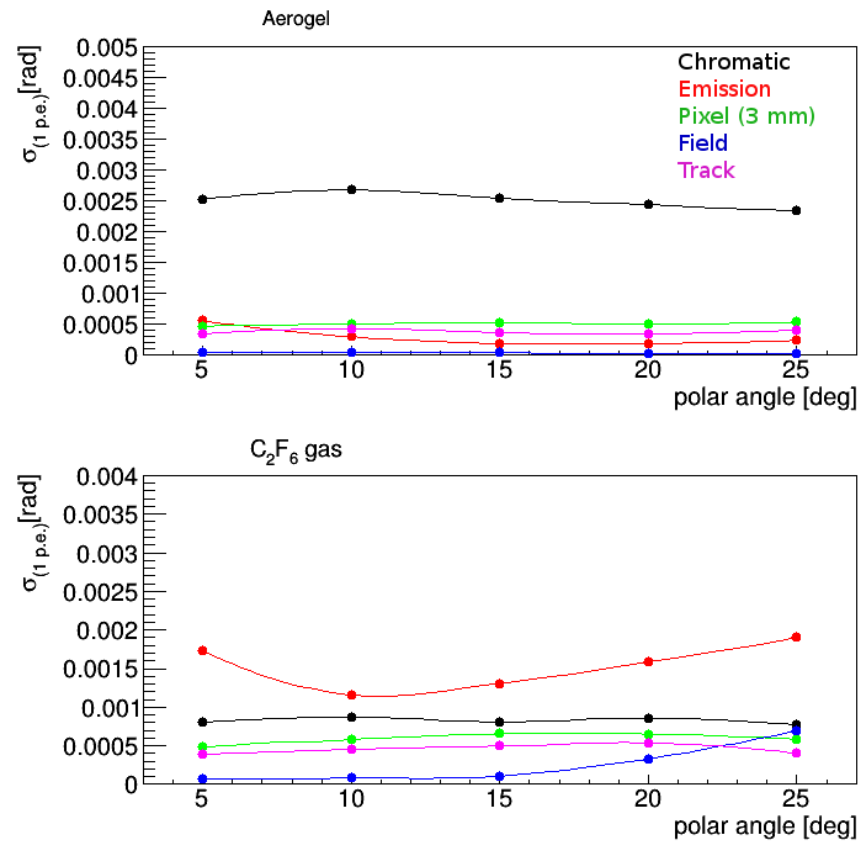 Aerogel
σ(1 p.e.)[rad]
0.005
0.0045
0.004
0.0035
0.003
0.0025
0.002
0.0015
0.001
0.0005
0
Chromatic
Emission
Pixel (3 mm)
Field
Track
5 10 15 20 25
polar angle [deg]
C₂F₆ gas
σ(1 p.e.)[rad]
0.004
0.0035
0.003
0.0025
0.002
0.0015
0.001
0.0005
0
5 10 15 20 25
polar angle [deg]